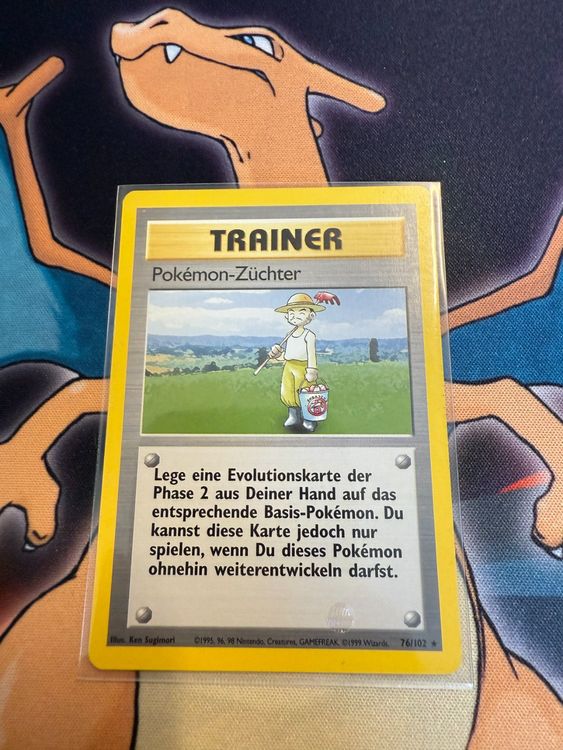 TRAINER
Pokémon-Züchter
Lege eine Evolutionskarte der
Phase 2 aus Deiner Hand auf das
entsprechende Basis-Pokémon. Du
kannst diese Karte jedoch nur
spielen, wenn Du dieses Pokémon
ohnehin weiterentwickeln darfst.
Illus. Ken Sugimori ©1995, 96, 98 Nintendo, Creatures, GAMEFREAK. ©1999 Wizards. 76/102 ★